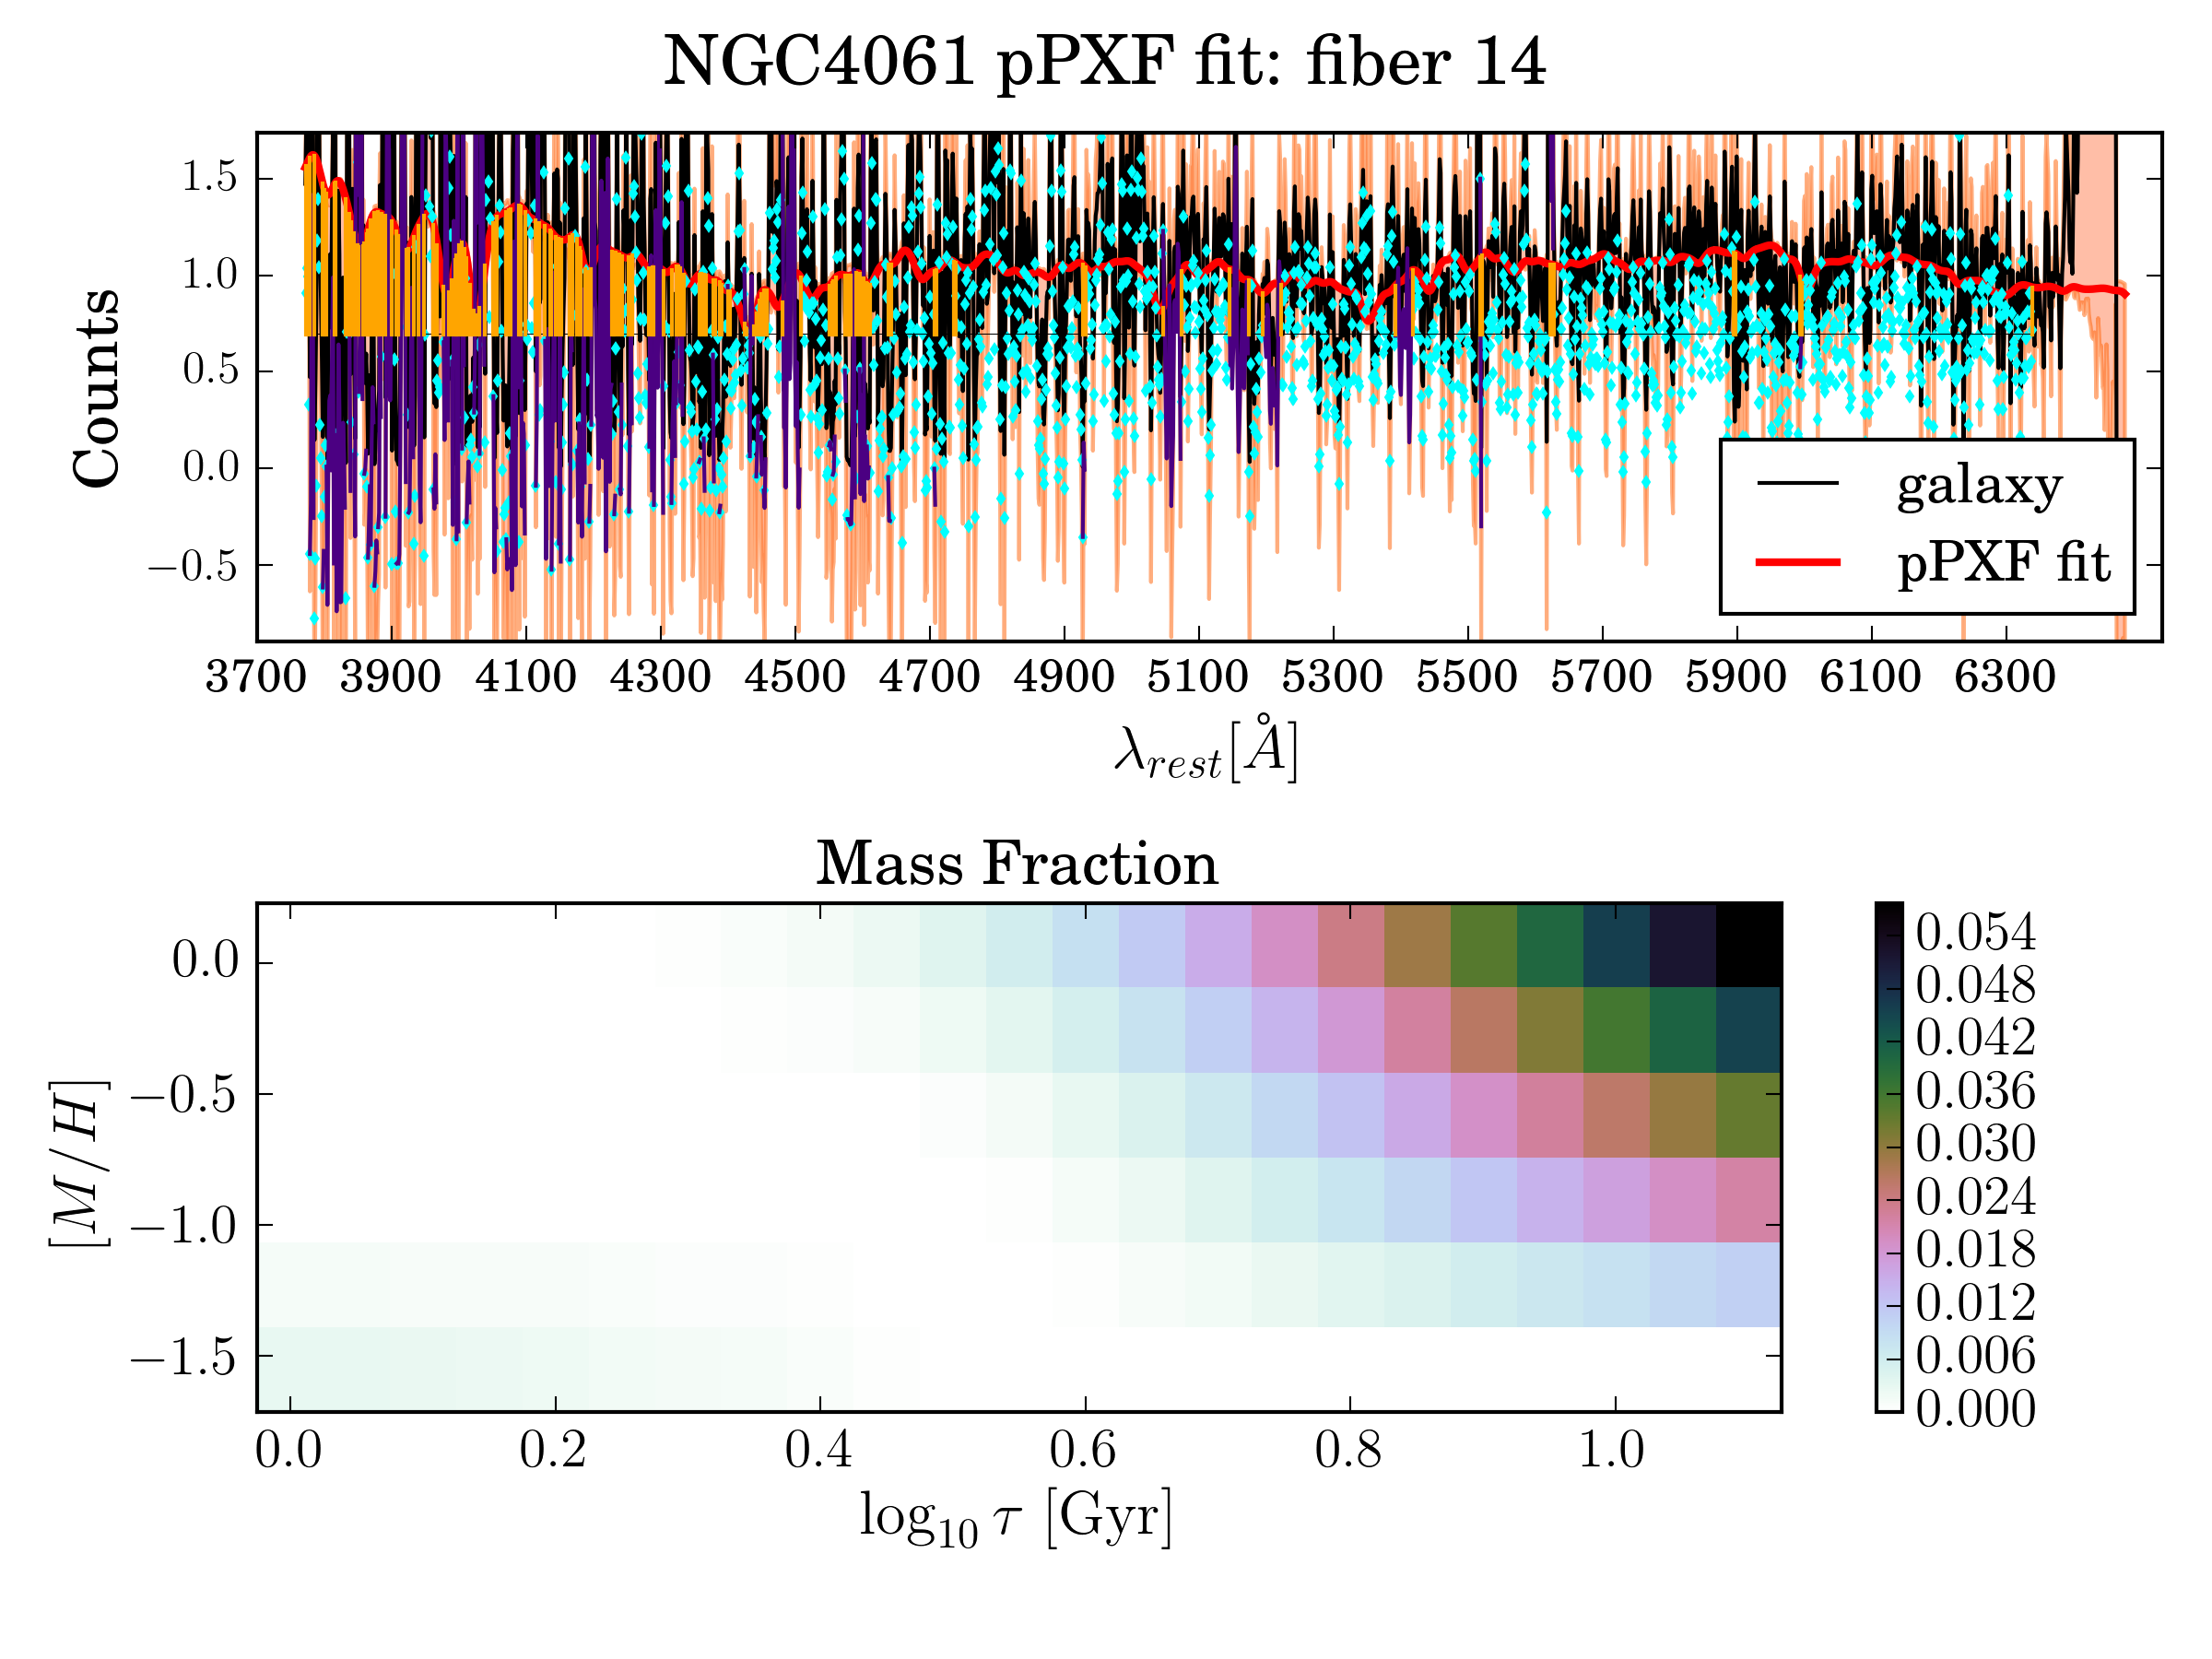 NGC4061 pPXF fit: fiber 14
Counts
1.5
1.0
0.5
0.0
−0.5
galaxy
pPXF fit
3700 3900 4100 4300 4500 4700 4900 5100 5300 5500 5700 5900 6100 6300
λrest[Å]
Mass Fraction
[M/H]
0.0
−0.5
−1.0
−1.5
0.0 0.2 0.4 0.6 0.8 1.0
log10 τ [Gyr]
0.054
0.048
0.042
0.036
0.030
0.024
0.018
0.012
0.006
0.000